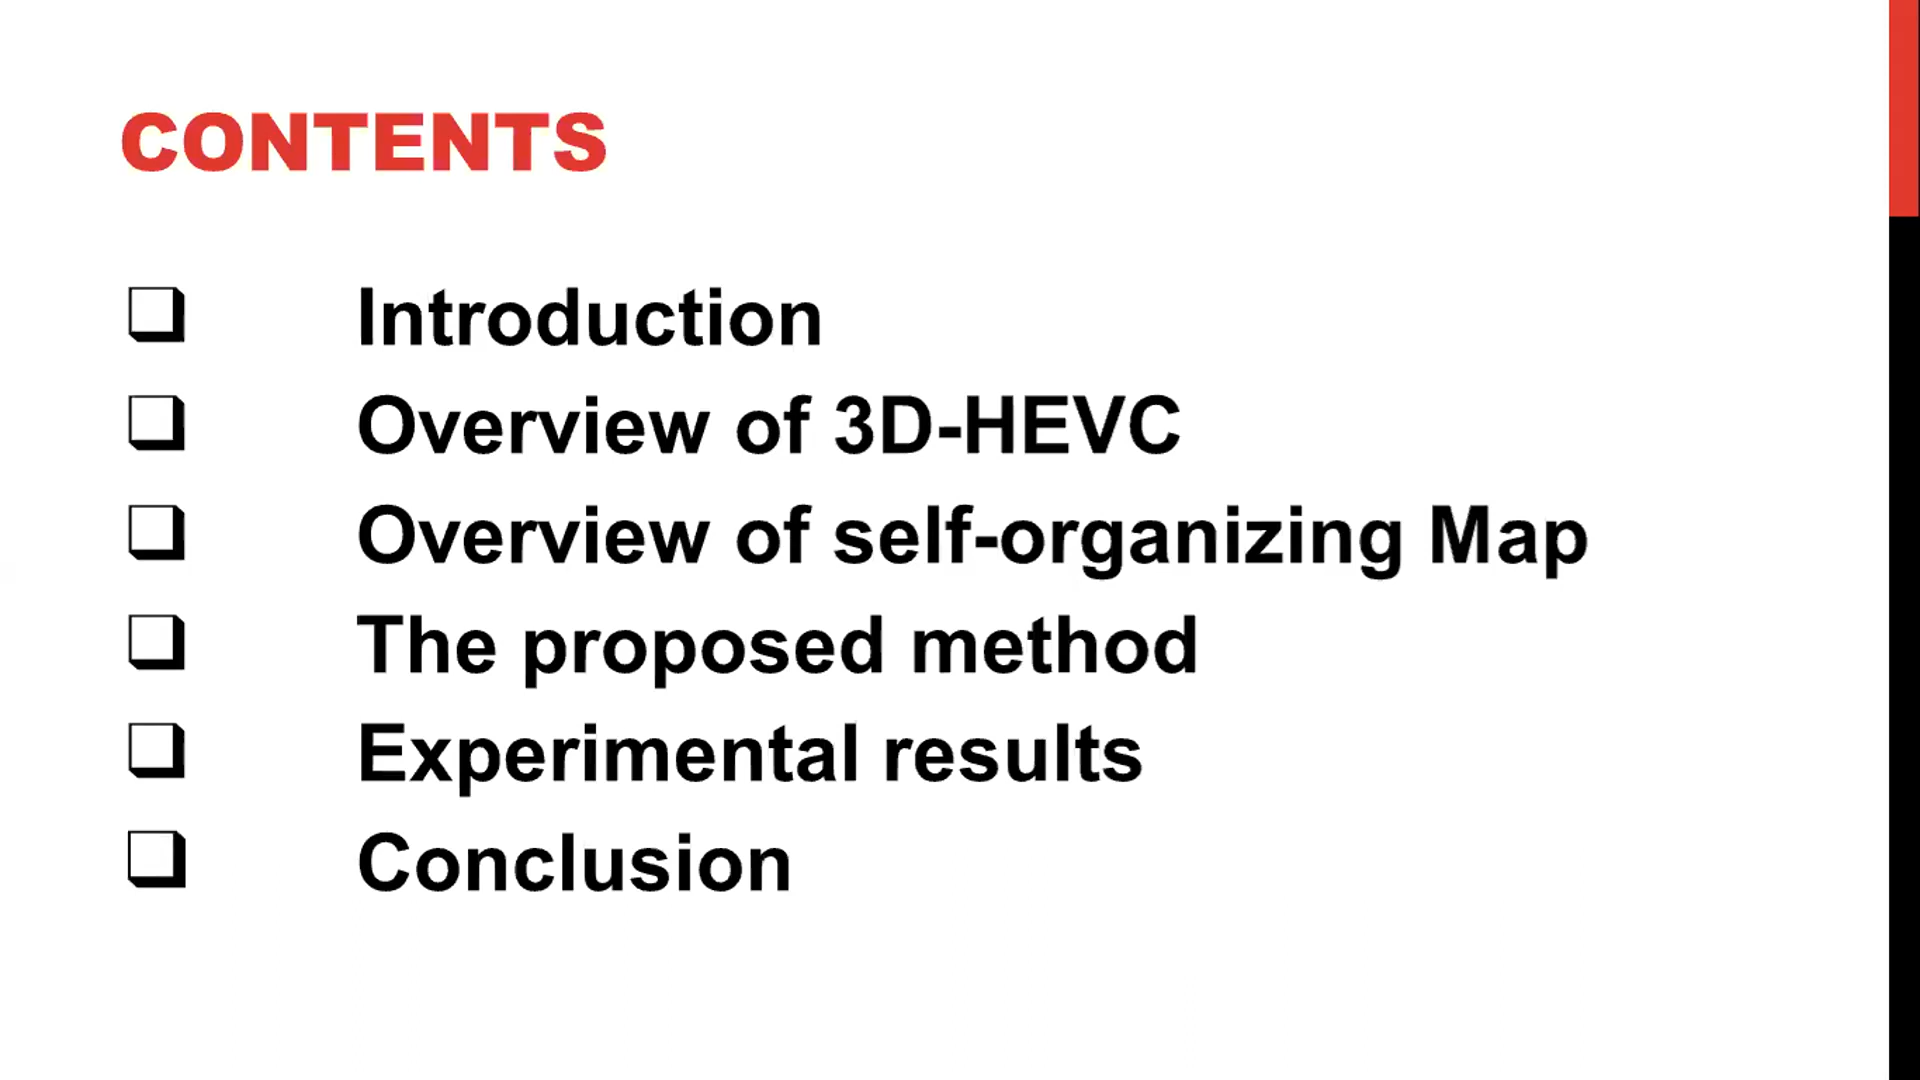 CONTENTS
Introduction
Overview of 3D-HEVC
Overview of self-organizing Map
The proposed method
Experimental results
Conclusion